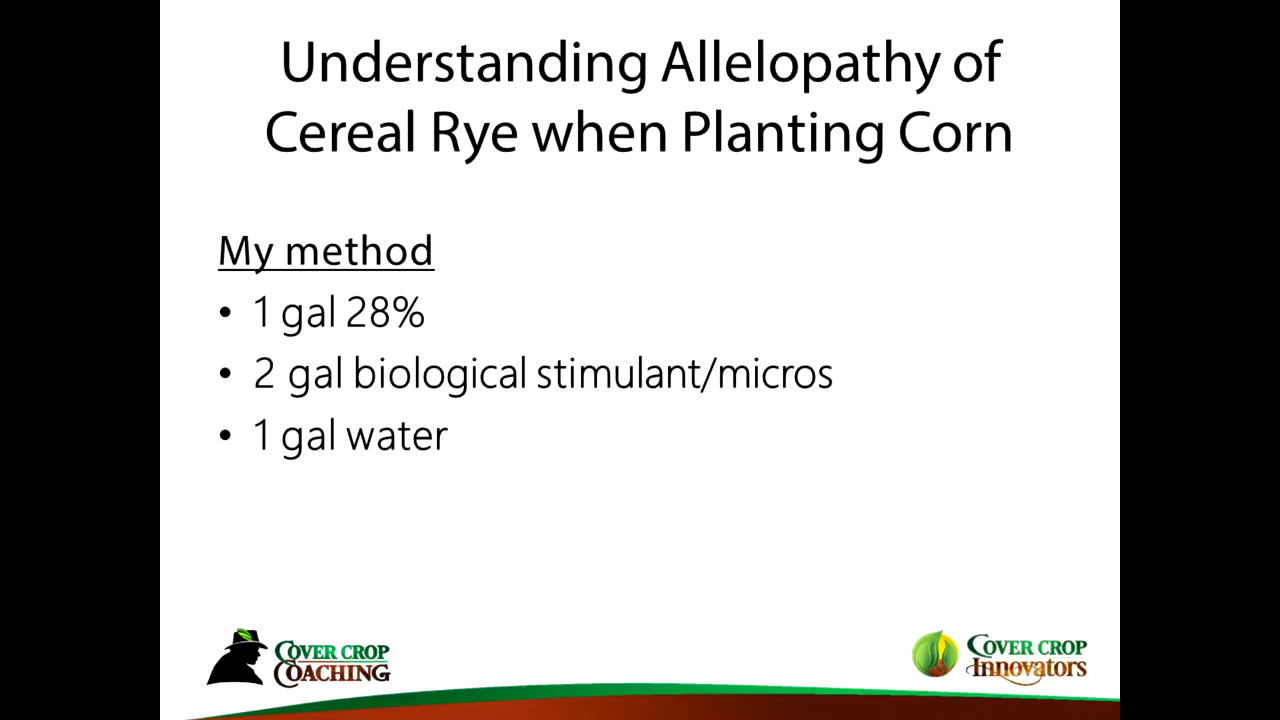 Understanding Allelopathy of
Cereal Rye when Planting Corn
My method
• 1 gal 28%
• 2 gal biological stimulant/micros
• 1 gal water
COVER CROP
COACHING
COVER CROP
INNOVATORS